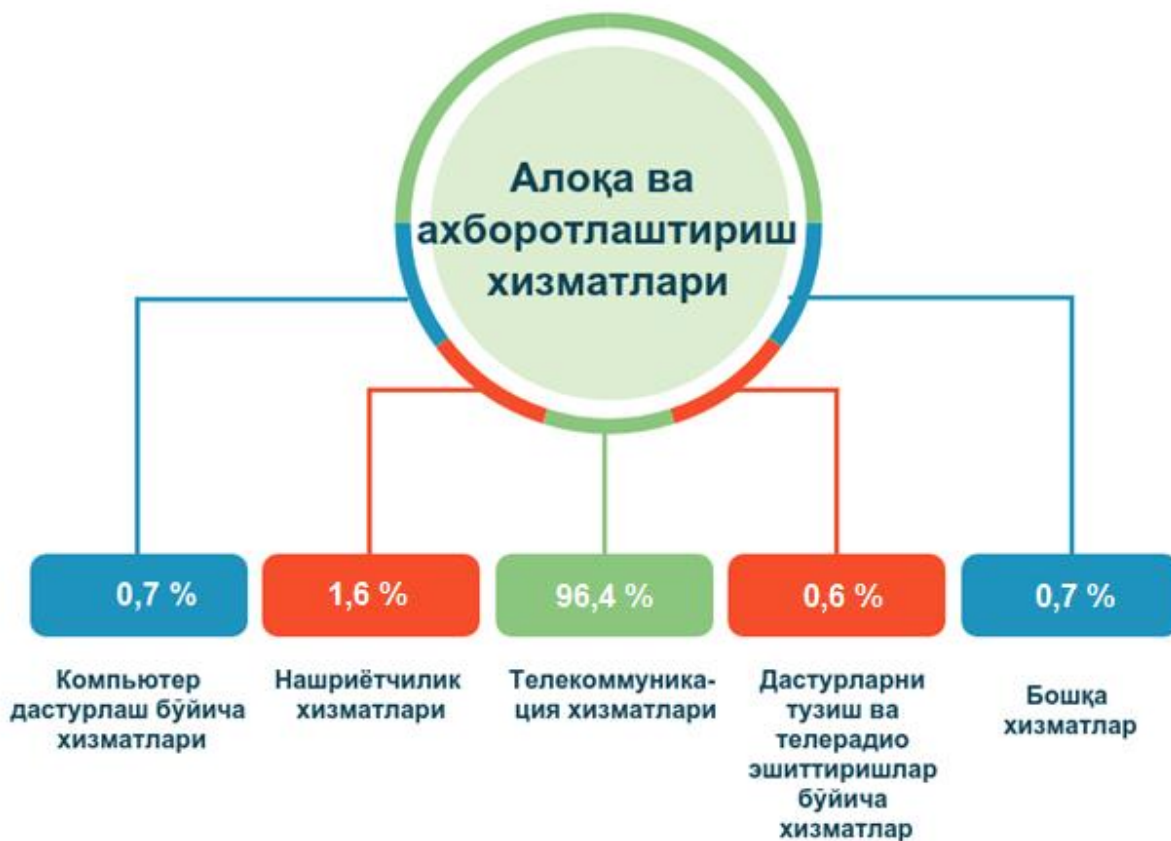 Алоқа ва
ахборотлаштириш
хизматлари
0,7 %
1,6 %
96,4 %
0,6 %
0,7 %
Компьютер
дастурлаш бўйича
хизматлари
Нашриётчилик
хизматлари
Телекоммуника-
ция хизматлари
Дастурларни
тузиш ва
телерадио
эшиттиришлар
бўйича
хизматлар
Бошқа
хизматлар